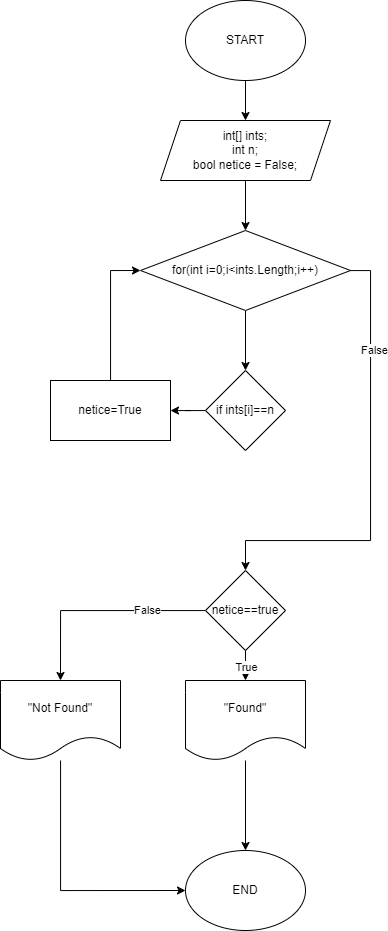 START
int[] ints;
int n;
bool netice = False;
for(int i=0;i<ints.Length;i++)
False
netice=True
if ints[i]==n
False
netice==true
True
"Not Found"
"Found"
END